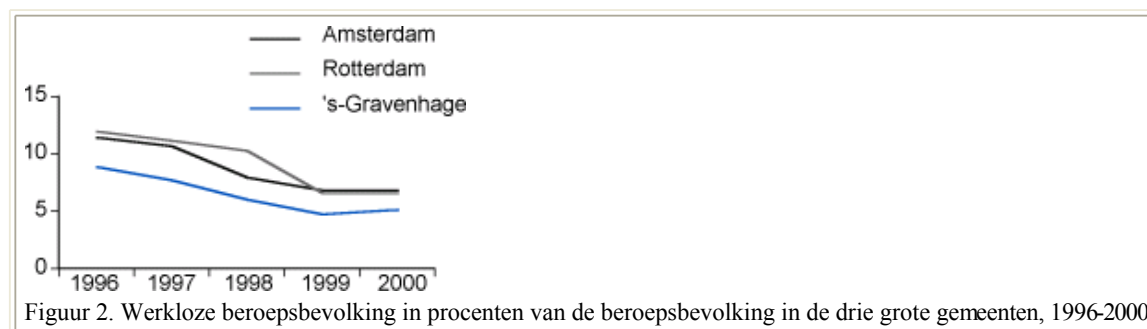 Amsterdam
Rotterdam
's-Gravenhage
15
10
5
0
1996 1997 1998 1999 2000
Figuur 2. Werkloze beroepsbevolking in procenten van de beroepsbevolking in de drie grote gemeenten, 1996-2000